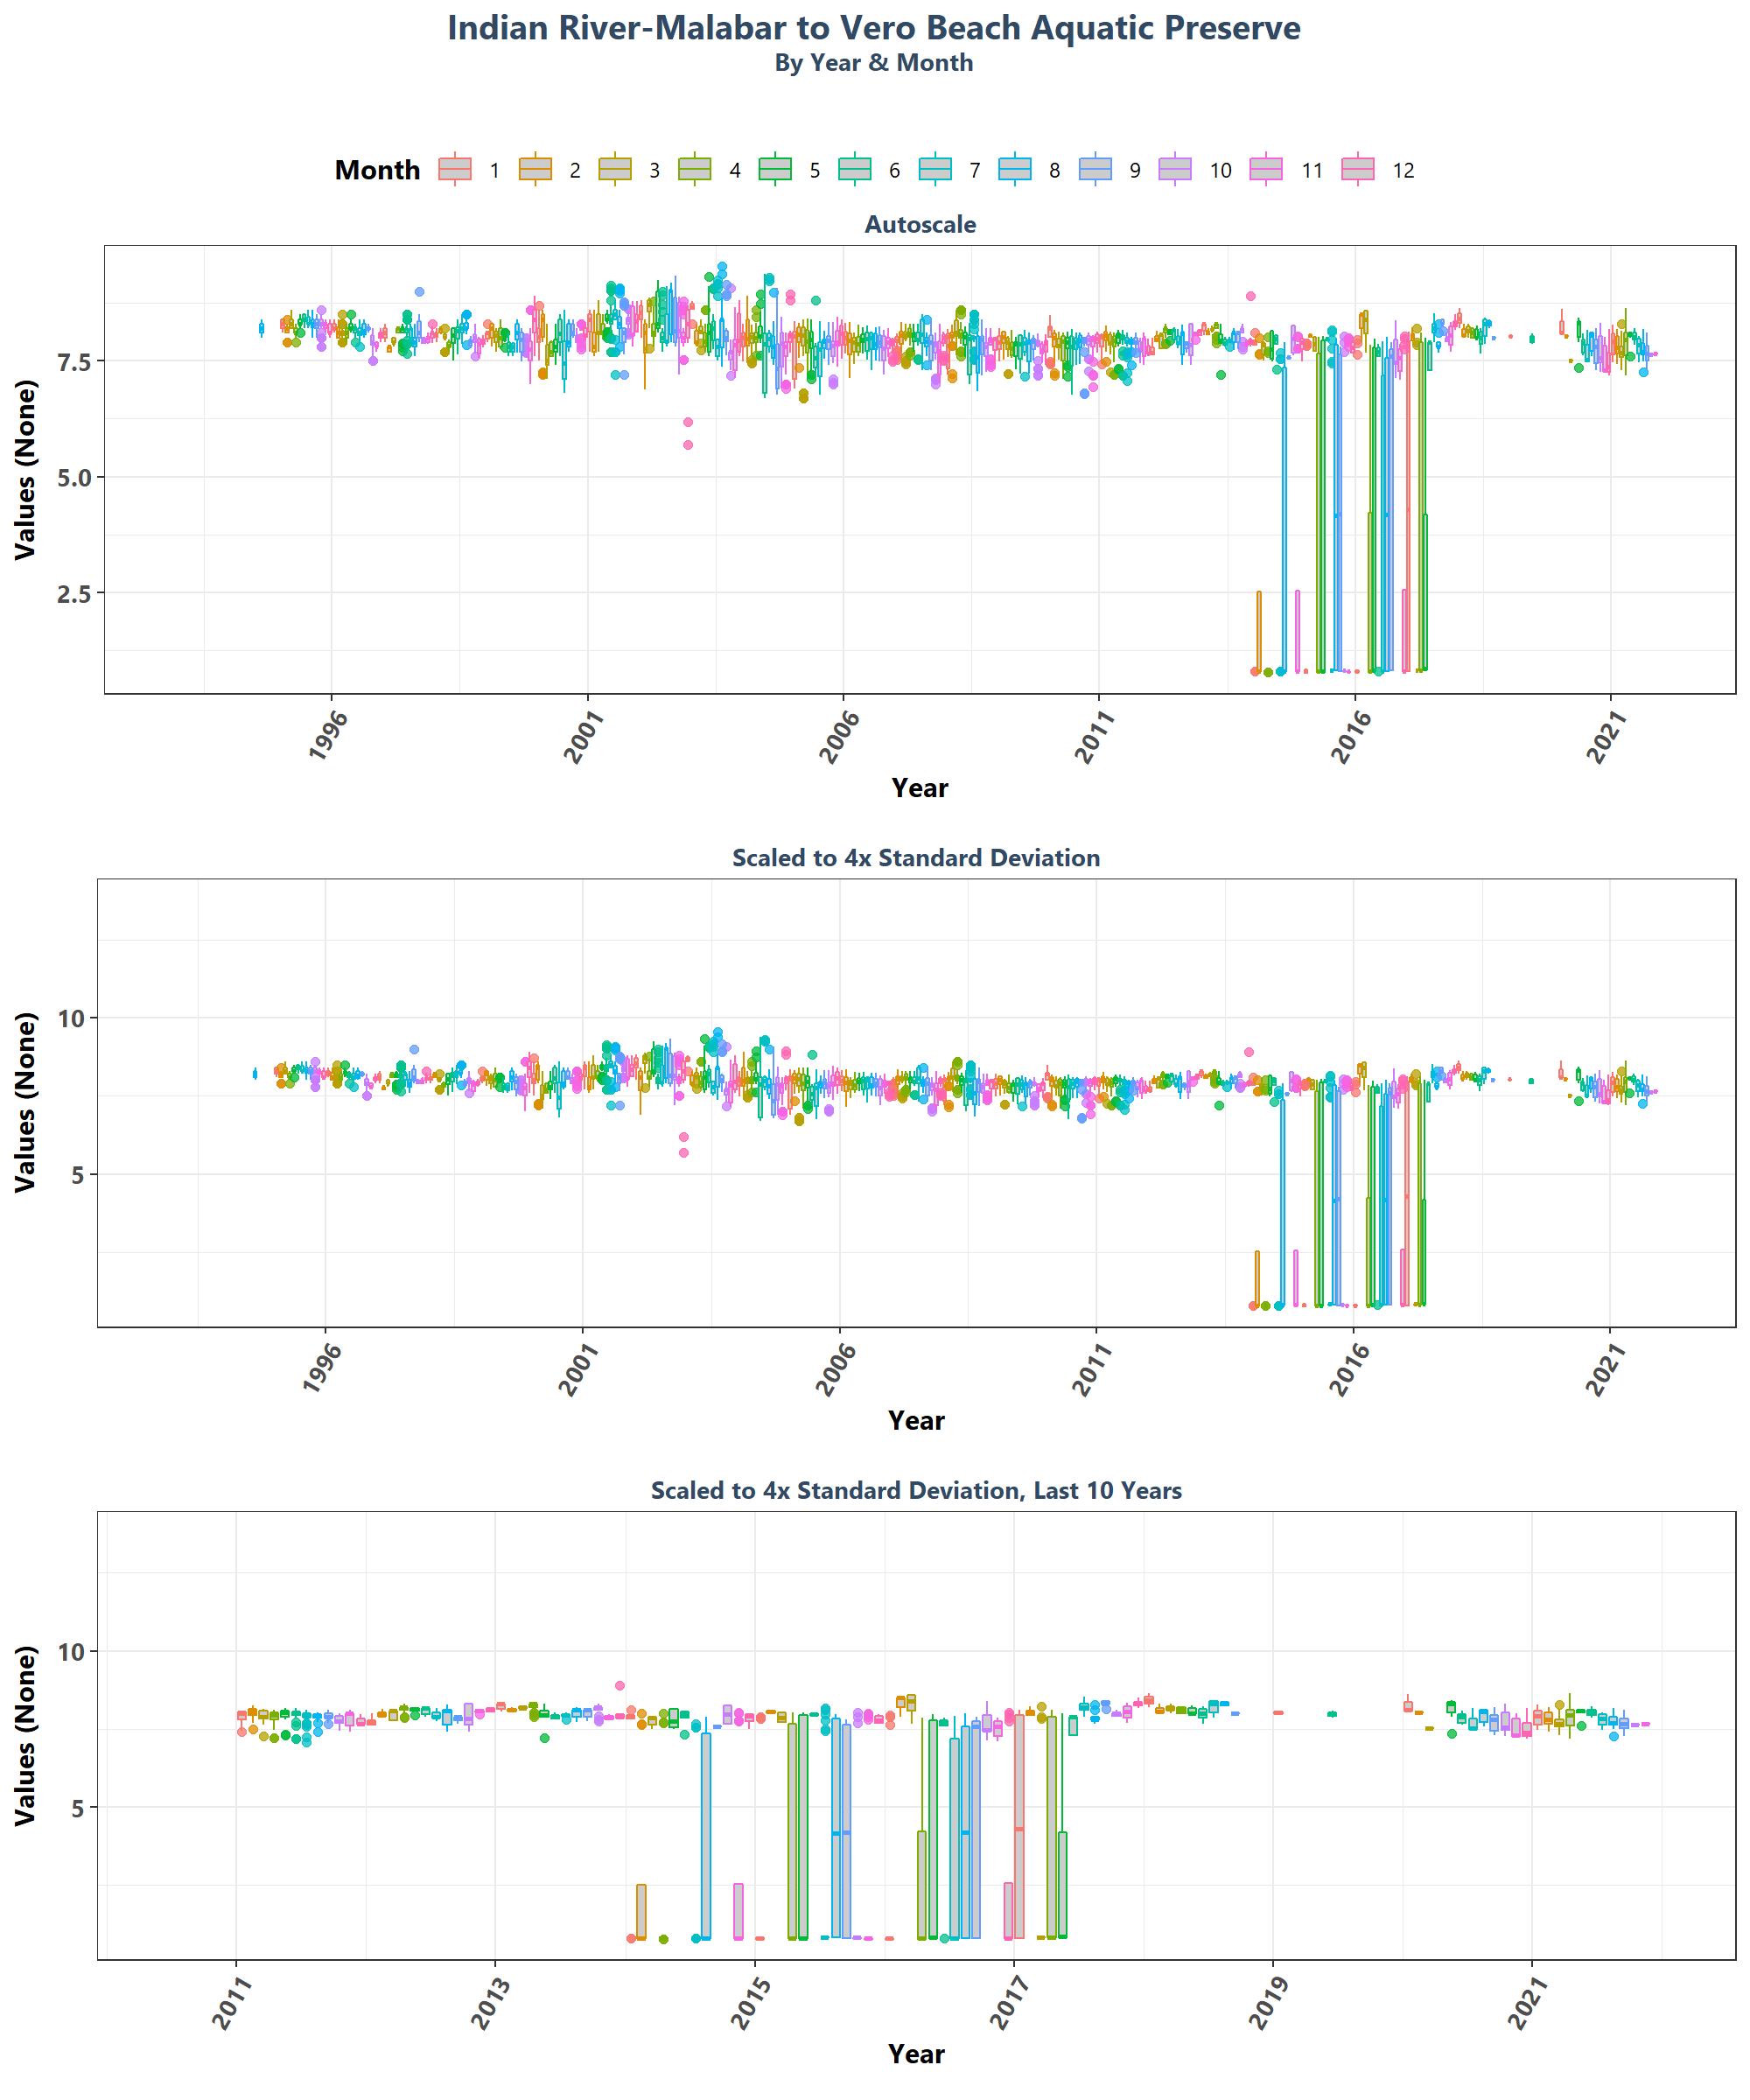 Indian River-Malabar to Vero Beach Aquatic Preserve
By Year & Month
Month 1 2 3 4 5 6 7 8 9 10 11 12
Autoscale
Values (None)
7.5
5.0
2.5
1996 2001 2006 2011 2016 2021
Year
Scaled to 4x Standard Deviation
Values (None)
10
5
1996 2001 2006 2011 2016 2021
Year
Scaled to 4x Standard Deviation, Last 10 Years
Values (None)
10
5
2011 2013 2015 2017 2019 2021
Year